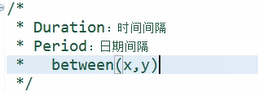 /*
* Duration：时间间隔
* Period：日期间隔
*   between(x,y)
*/